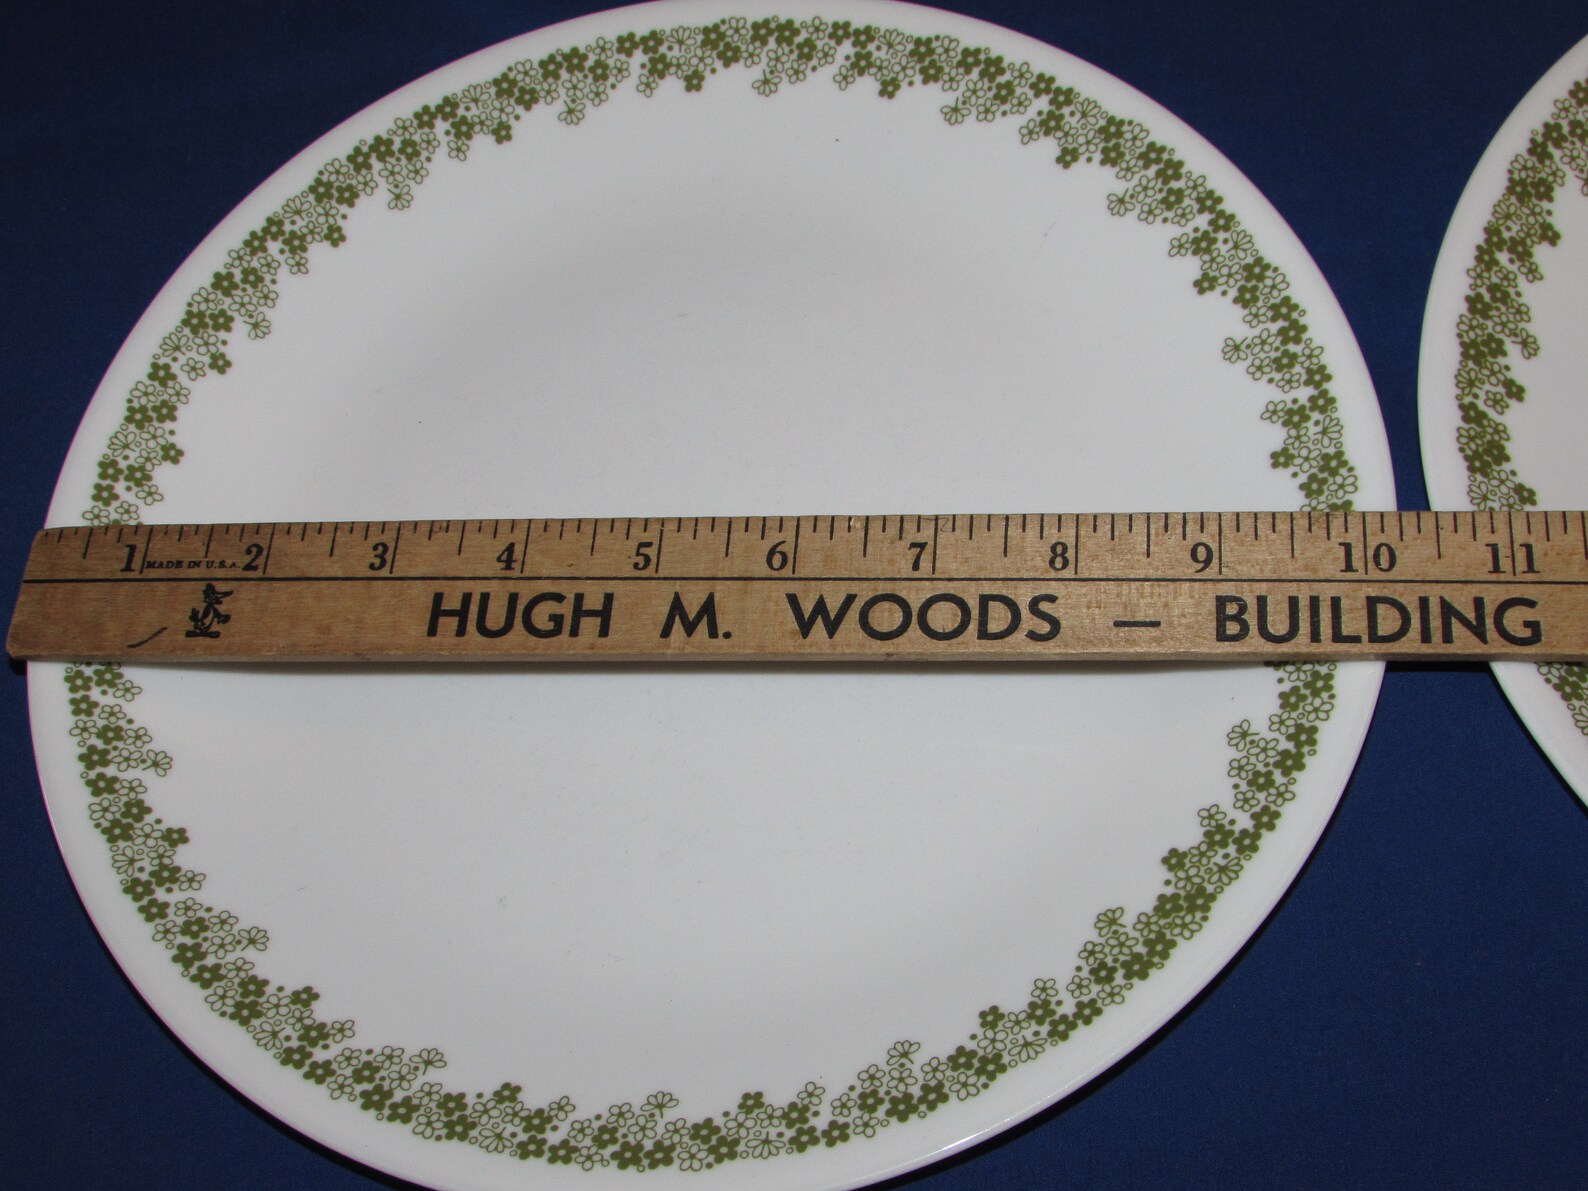 1 MADE IN U.S.A. 2 3 4 5 6 7 8 9 10 11
HUGH M. WOODS — BUILDING